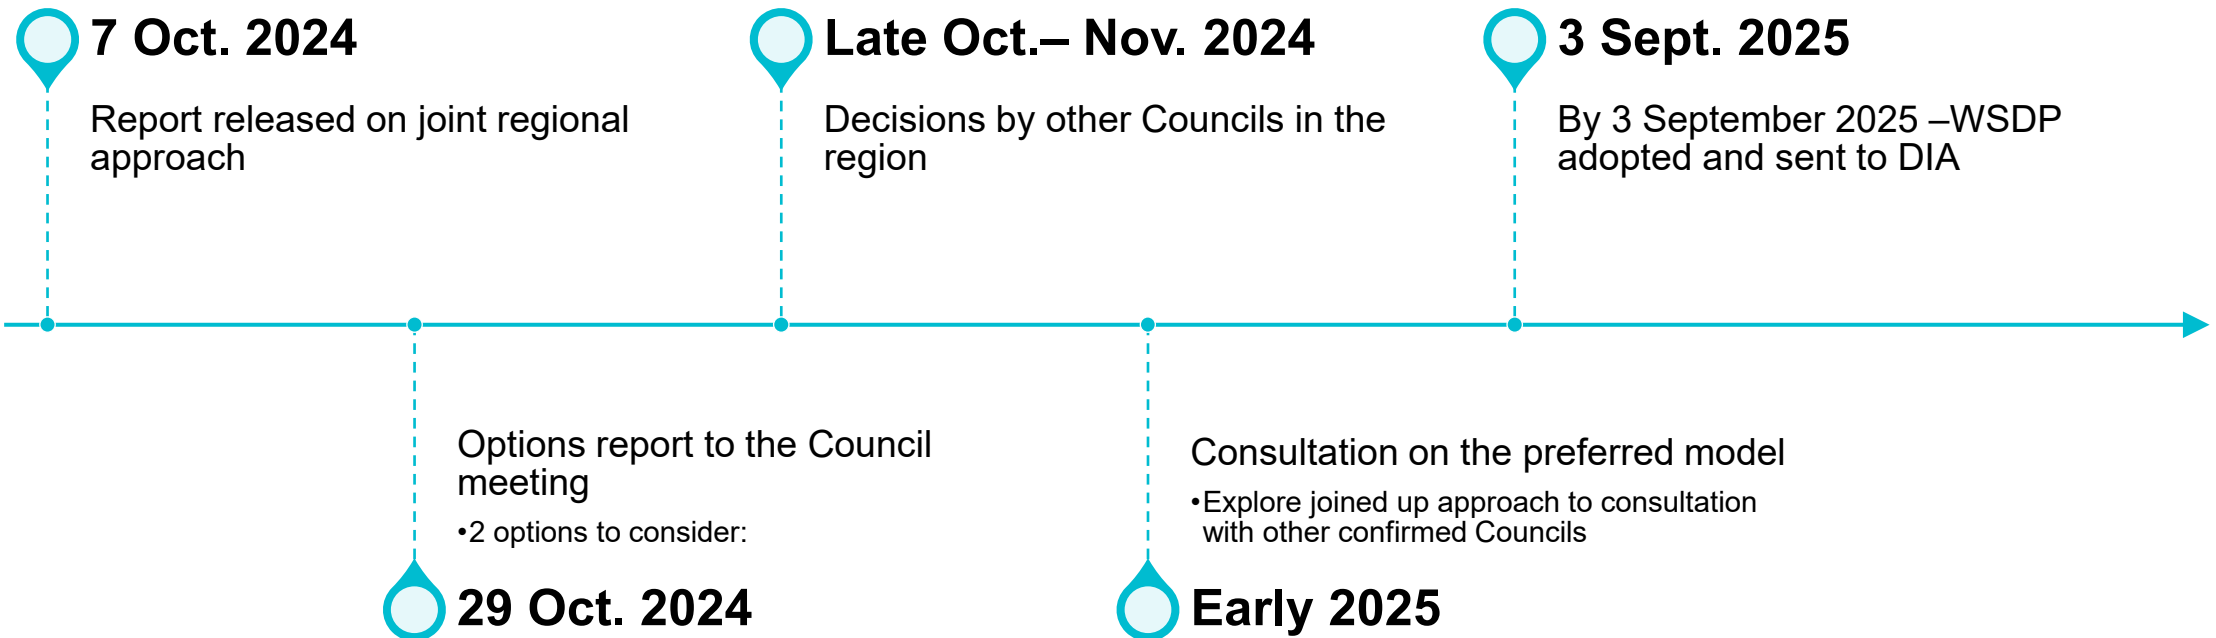 7 Oct. 2024
Report released on joint regional
approach
Late Oct.– Nov. 2024
Decisions by other Councils in the
region
3 Sept. 2025
By 3 September 2025 –WSDP
adopted and sent to DIA
Options report to the Council
meeting
•2 options to consider:
29 Oct. 2024
Consultation on the preferred model
•Explore joined up approach to consultation
with other confirmed Councils
Early 2025